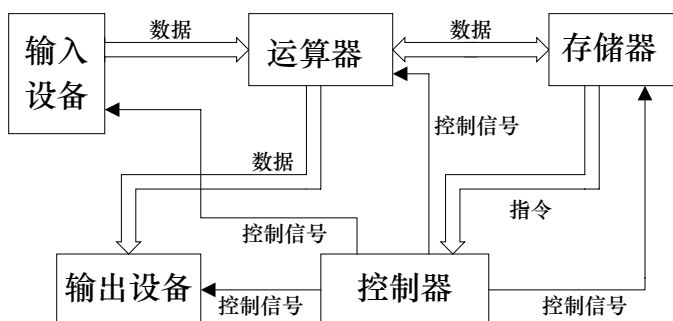 数据
数据
输入
设备
运算器
存储器
控制信号
数据
指令
控制信号
输出设备
控制器
控制信号
控制信号